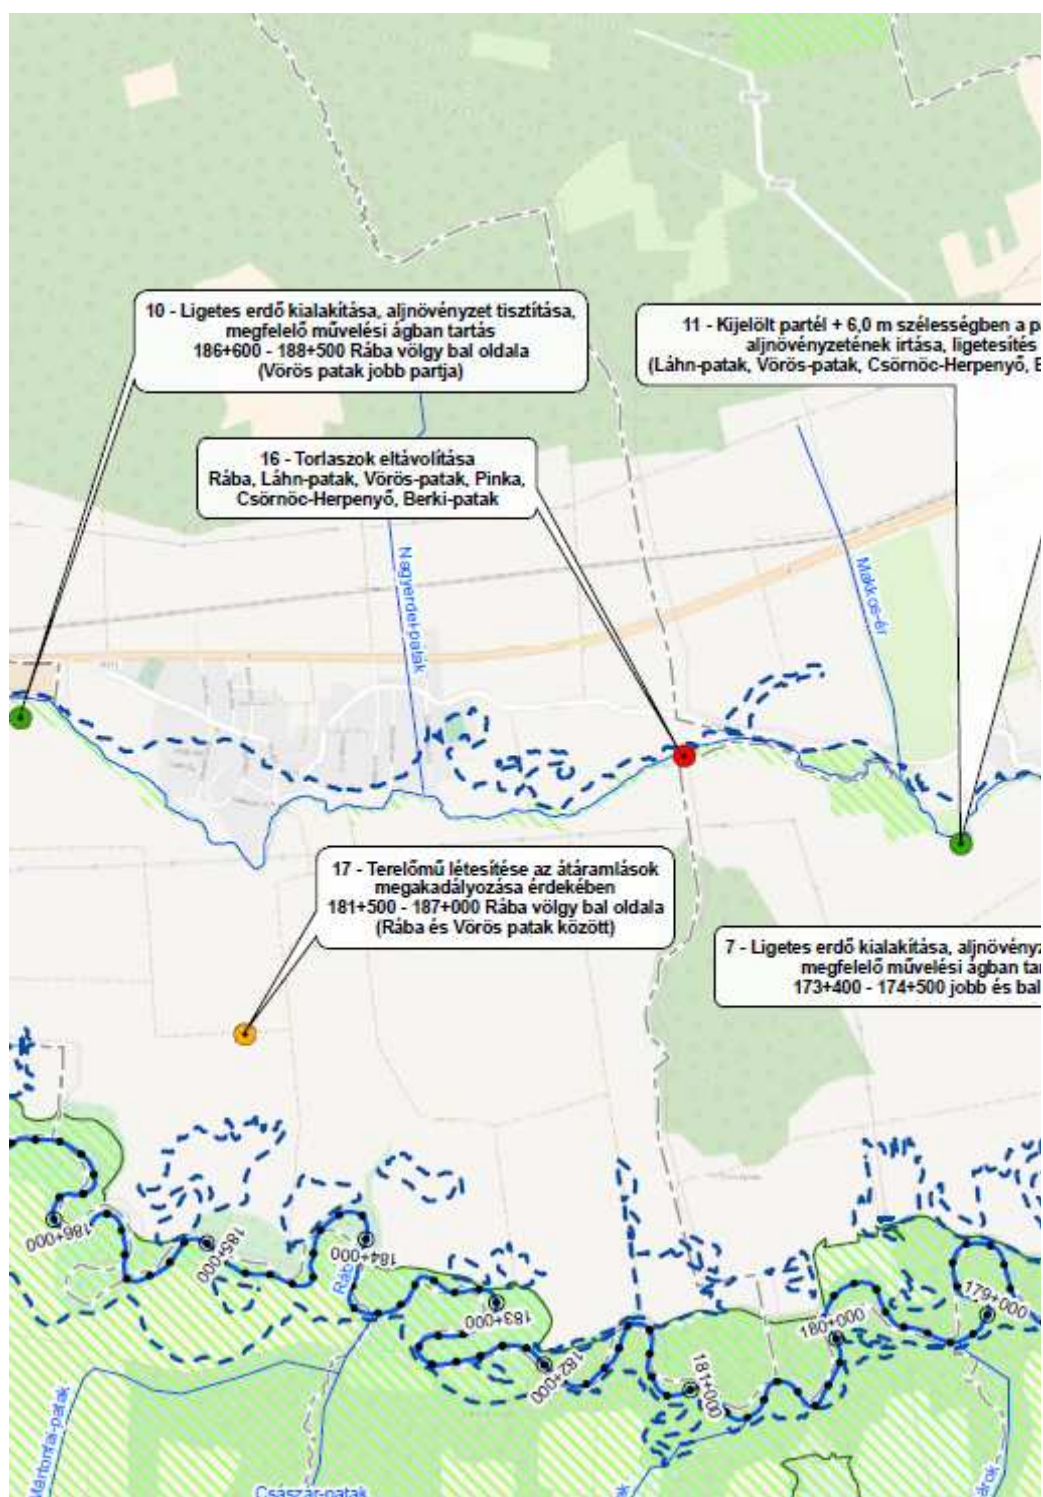 10 - Ligetes erdő kialakítása, aljnövényzet tisztítása,
megfelelő művelési ágban tartás
186+600 - 188+500 Rába völgy bal oldala
(Vörös patak jobb partja)
11 - Kijelölt partél + 6,0 m szélességben a
aljnövényzetének irtása, ligetesítés
(Láhn-patak, Vörös-patak, Csörnöc-Herpenyő,
16 - Torlaszok eltávolítása
Rába, Láhn-patak, Vörös-patak, Pinka,
Csörnöc-Herpenyő, Berki-patak
Nagyerdei-patak
Makkos-ér
17 - Terelőmű létesítése az átáramlások
megakadályozása érdekében
181+500 - 187+000 Rába völgy bal oldala
(Rába és Vörös patak között)
7 - Ligetes erdő kialakítása,
megfelelő művelési ágban
173+400 - 174+500 jobb és bal
186+000
185+000
184+000
183+000
182+000
181+000
180+000
179+000
Mártonfa-patak
Császár-patak